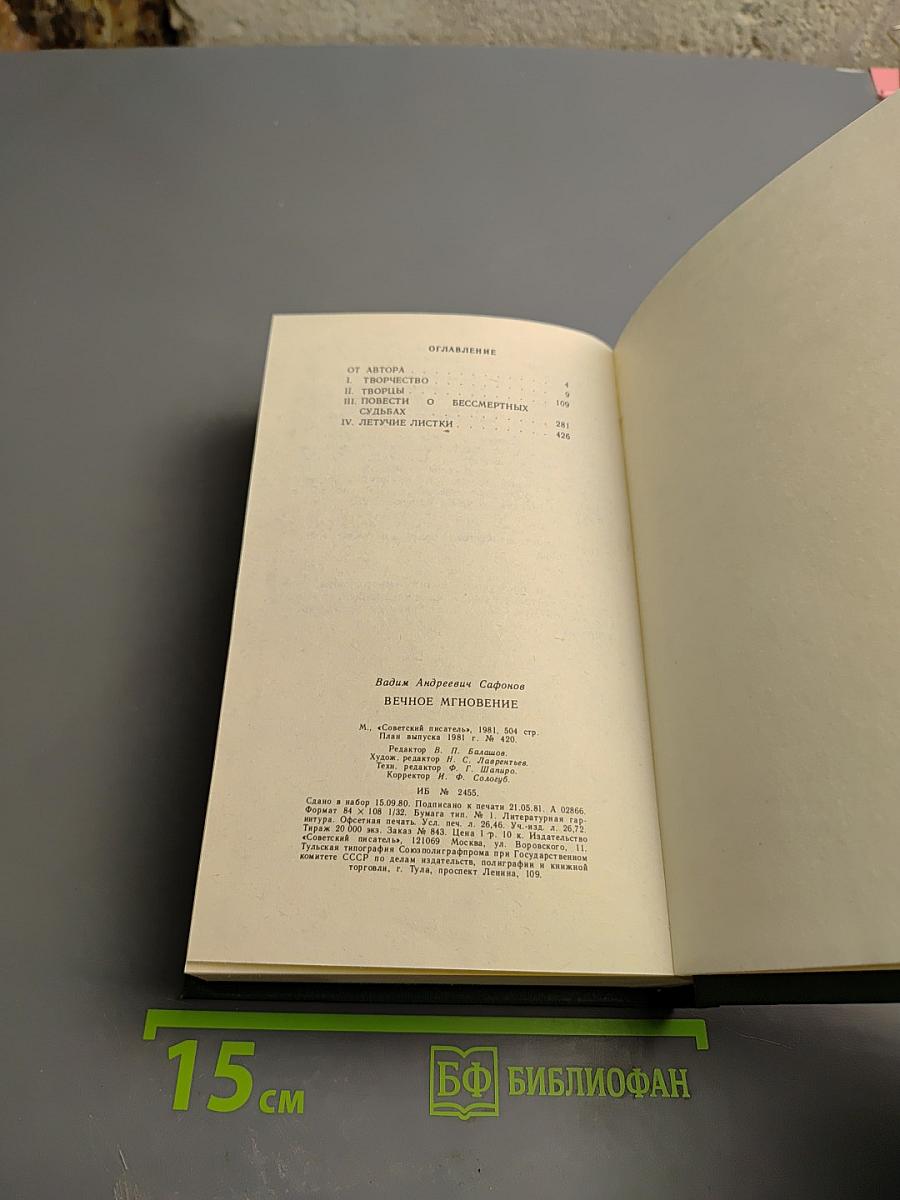 ОГЛАВЛЕНИЕ
ОТ АВТОРА . . . . . . . . . . 4
I. ТВОРЧЕСТВО . . . . . . . . . . 9
II. ТВОРЦЫ . . . . . . . . . . 109
III. ПОВЕСТИ О БЕССМЕРТНЫХ
СУДЬБАХ . . . . . . . . . . 281
IV. ЛЕТУЧИЕ ЛИСТКИ . . . . . . . . . . 426
Вадим Андреевич Сафонов
ВЕЧНОЕ МГНОВЕНИЕ
М., «Советский писатель», 1981, 504 стр.
План выпуска 1981 г. № 420.
Редактор В. П. Балашов.
Худож. редактор Н. С. Лаврентьев.
Техн. редактор Ф. Г. Шапиро.
Корректор И. Ф. Сологуб.
ИБ № 2455.
Сдано в набор 15.09.80. Подписано к печати 21.05.81. А 02866.
Формат 84 × 108 1/32. Бумага тип. № 1. Литературная гар-
нитура. Офсетная печать. Усл. печ. л. 26,46. Уч.-изд. л. 26,72.
Тираж 20 000 экз. Заказ № 843. Цена 1 р. 10 к. Издательство
«Советский писатель», 121069 Москва, ул. Воровского, 11.
Тульская типография Союзполиграфпрома при Государственном
комитете СССР по делам издательств, полиграфии и книжной
торговли, г. Тула, проспект Ленина, 109.
15 см
БФ БИБЛИОФАН